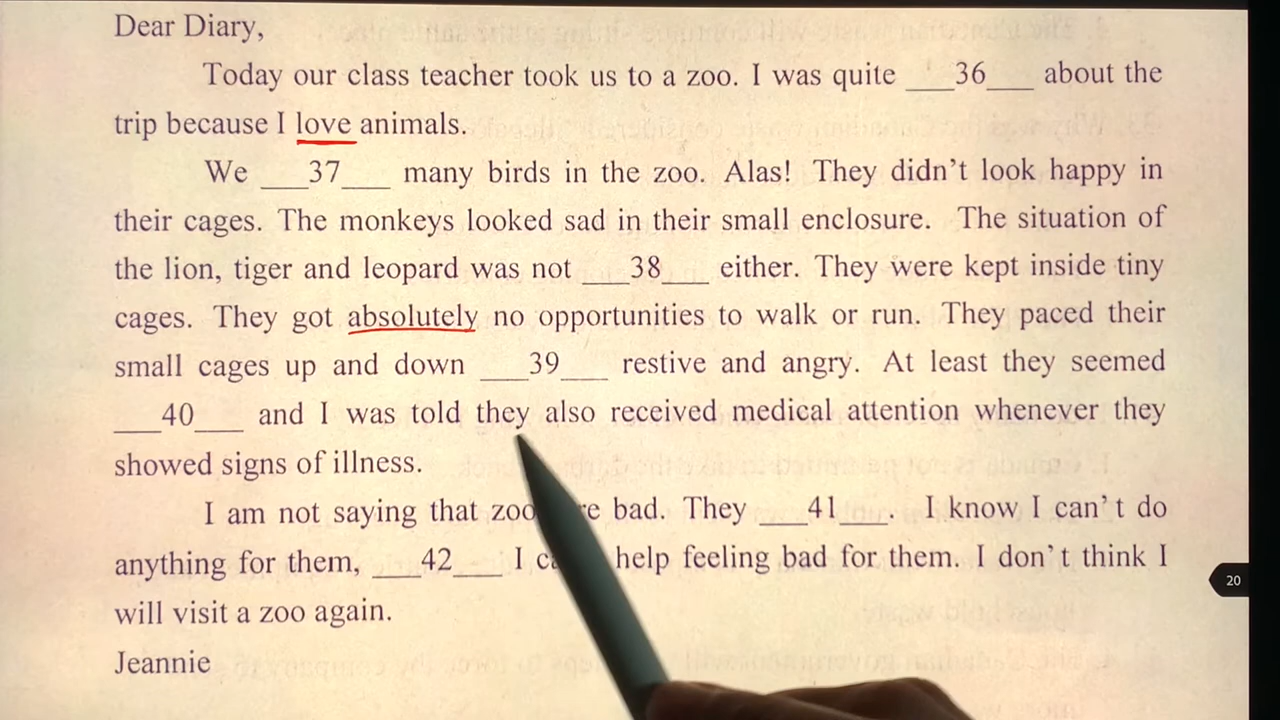 Dear Diary,
Today our class teacher took us to a zoo. I was quite ___36___ about the
trip because I love animals.
We ___37___ many birds in the zoo. Alas! They didn't look happy in
their cages. The monkeys looked sad in their small enclosure. The situation of
the lion, tiger and leopard was not ___38___ either. They were kept inside tiny
cages. They got absolutely no opportunities to walk or run. They paced their
small cages up and down ___39___ restive and angry. At least they seemed
___40___ and I was told they also received medical attention whenever they
showed signs of illness.
I am not saying that bad. They ___41___. I know I can't do
anything for them, ___42___ I help feeling bad for them. I don't think I
will visit a zoo again.
Jeannie
20